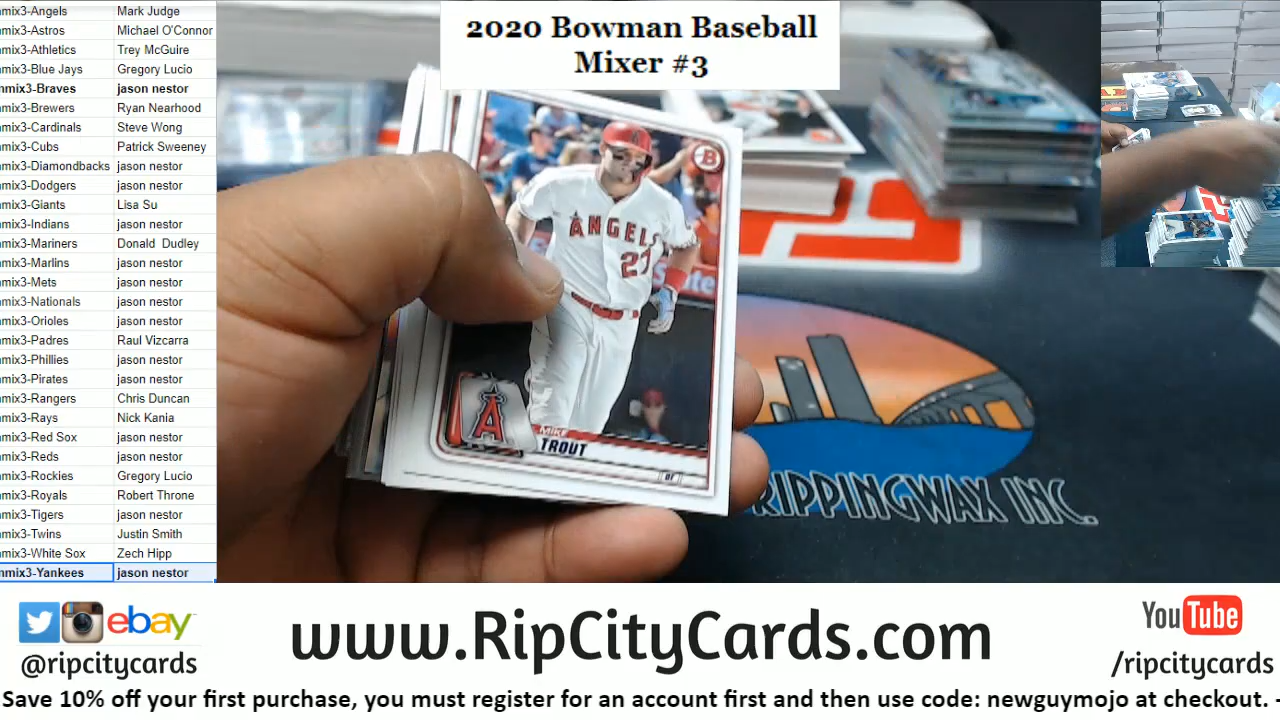 2020 Bowman Baseball
Mixer #3
mix3-Angels Mark Judge
mix3-Astros Michael O'Connor
mix3-Athletics Trey McGuire
mix3-Blue Jays Gregory Lucio
mix3-Braves jason nestor
mix3-Brewers Ryan Nearhood
mix3-Cardinals Steve Wong
mix3-Cubs Patrick Sweeney
mix3-Diamondbacks jason nestor
mix3-Dodgers jason nestor
mix3-Giants Lisa Su
mix3-Indians jason nestor
mix3-Mariners Donald Dudley
mix3-Marlins jason nestor
mix3-Mets jason nestor
mix3-Nationals jason nestor
mix3-Orioles jason nestor
mix3-Padres Raul Vizcarra
mix3-Phillies jason nestor
mix3-Pirates jason nestor
mix3-Rangers Chris Duncan
mix3-Rays Nick Kania
mix3-Red Sox jason nestor
mix3-Reds jason nestor
mix3-Rockies Gregory Lucio
mix3-Royals Robert Throne
mix3-Tigers jason nestor
mix3-Twins Justin Smith
mix3-White Sox Zech Hipp
mix3-Yankees jason nestor
B
ANGELS
27
A
MIKE
TROUT
OF
RIPPINGWAX INC.
ebay
@ripcitycards
www.RipCityCards.com
YouTube
/ripcitycards
Save 10% off your first purchase, you must register for an account first and then use code: newguymojo at checkout. -